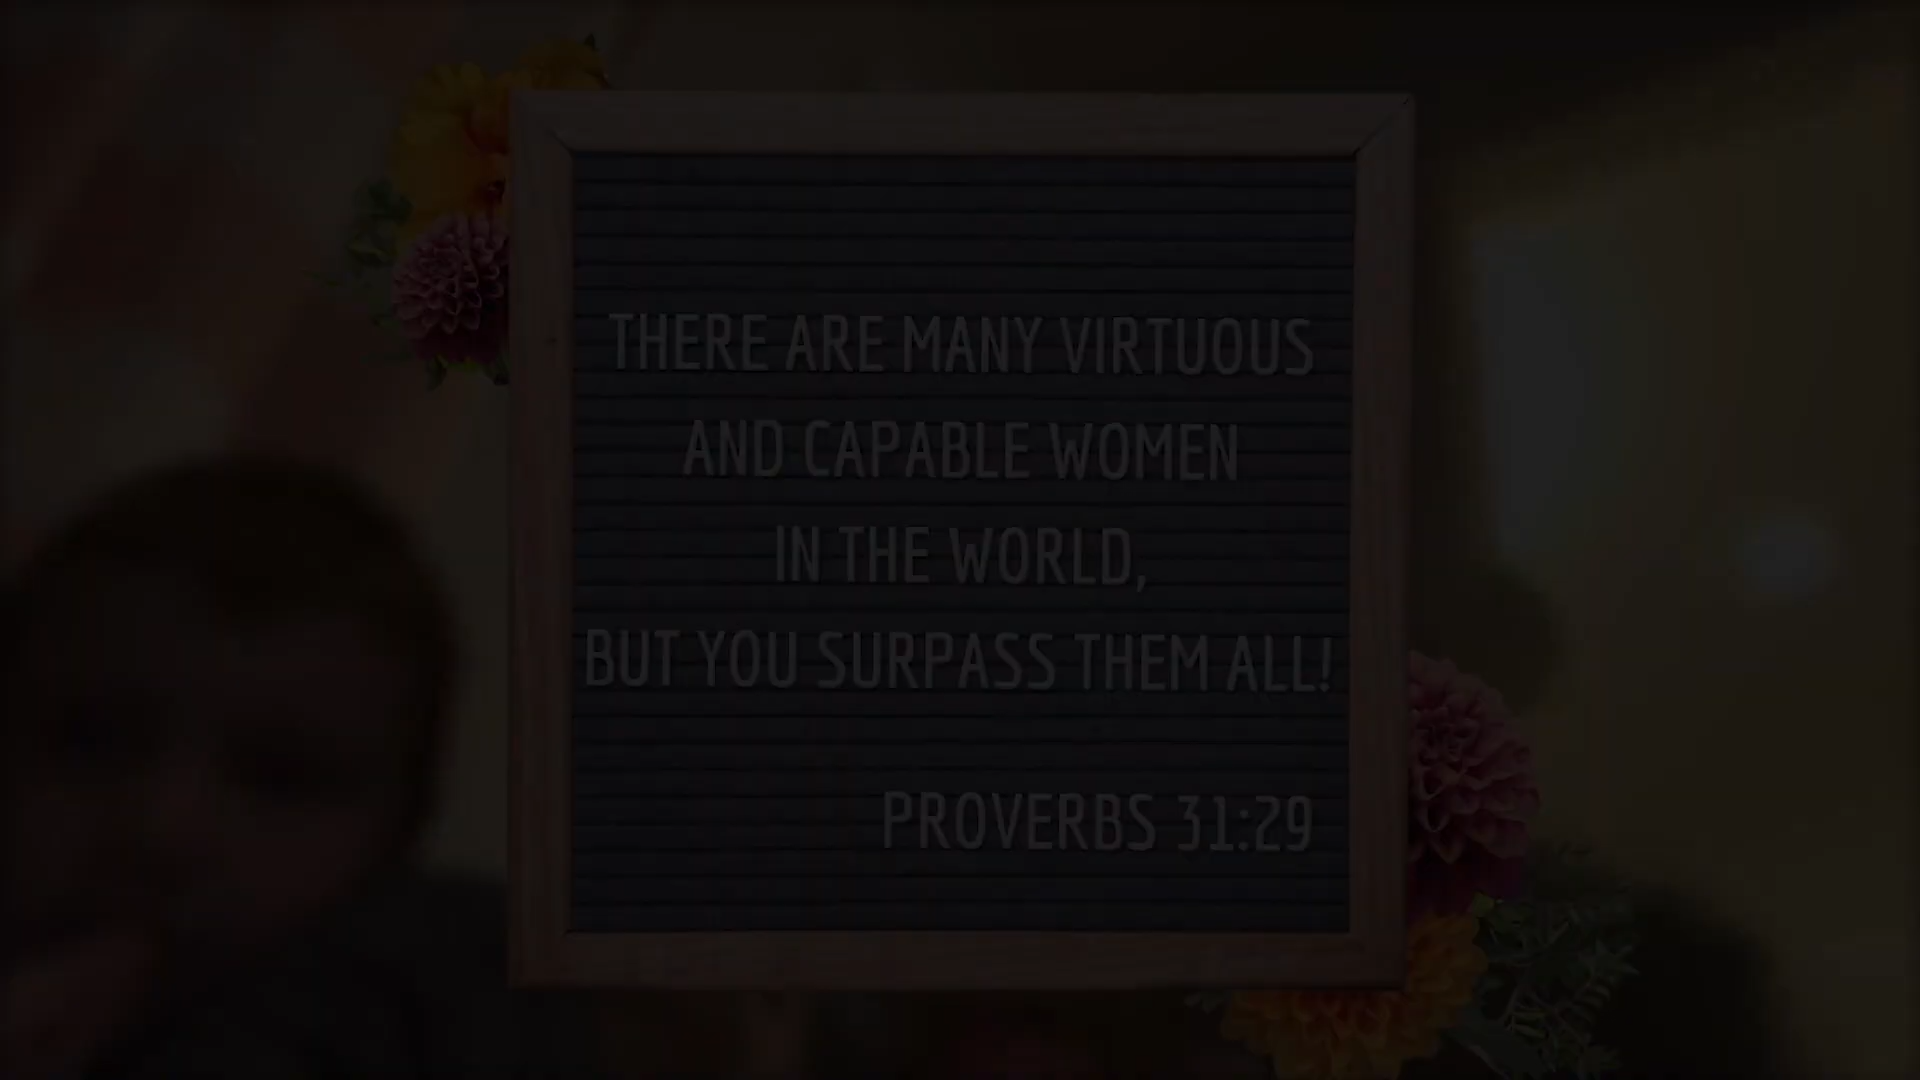 THERE ARE MANY VIRTUOUS
AND CAPABLE WOMEN
IN THE WORLD,
BUT YOU SURPASS THEM ALL!
PROVERBS 31:29